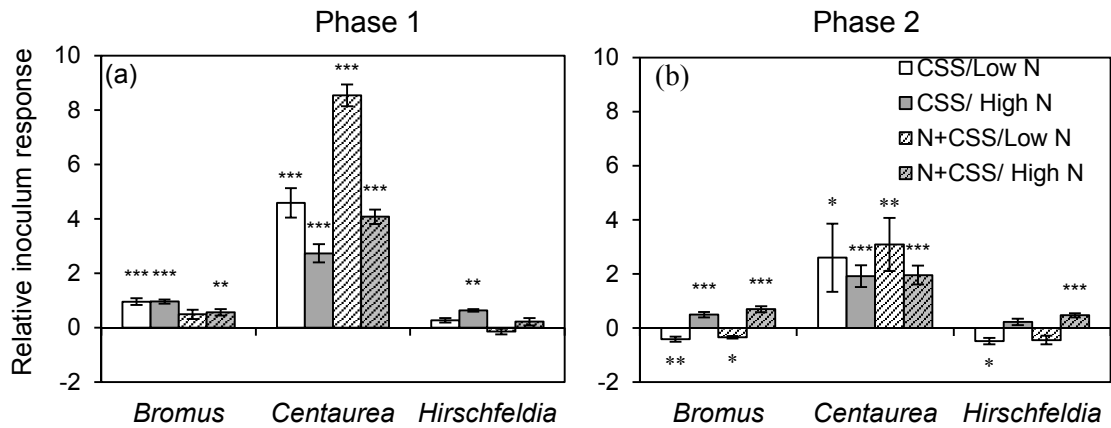 Phase 1
Phase 2
Relative inoculum response
10
8
6
4
2
0
-2
(a)
***
***
**
***
***
***
***
**
Bromus
Centaurea
Hirschfeldia
10
8
6
4
2
0
-2
(b)
CSS/Low N
CSS/ High N
N+CSS/Low N
N+CSS/ High N
**
***
*
***
*
***
**
***
*
***
Bromus
Centaurea
Hirschfeldia